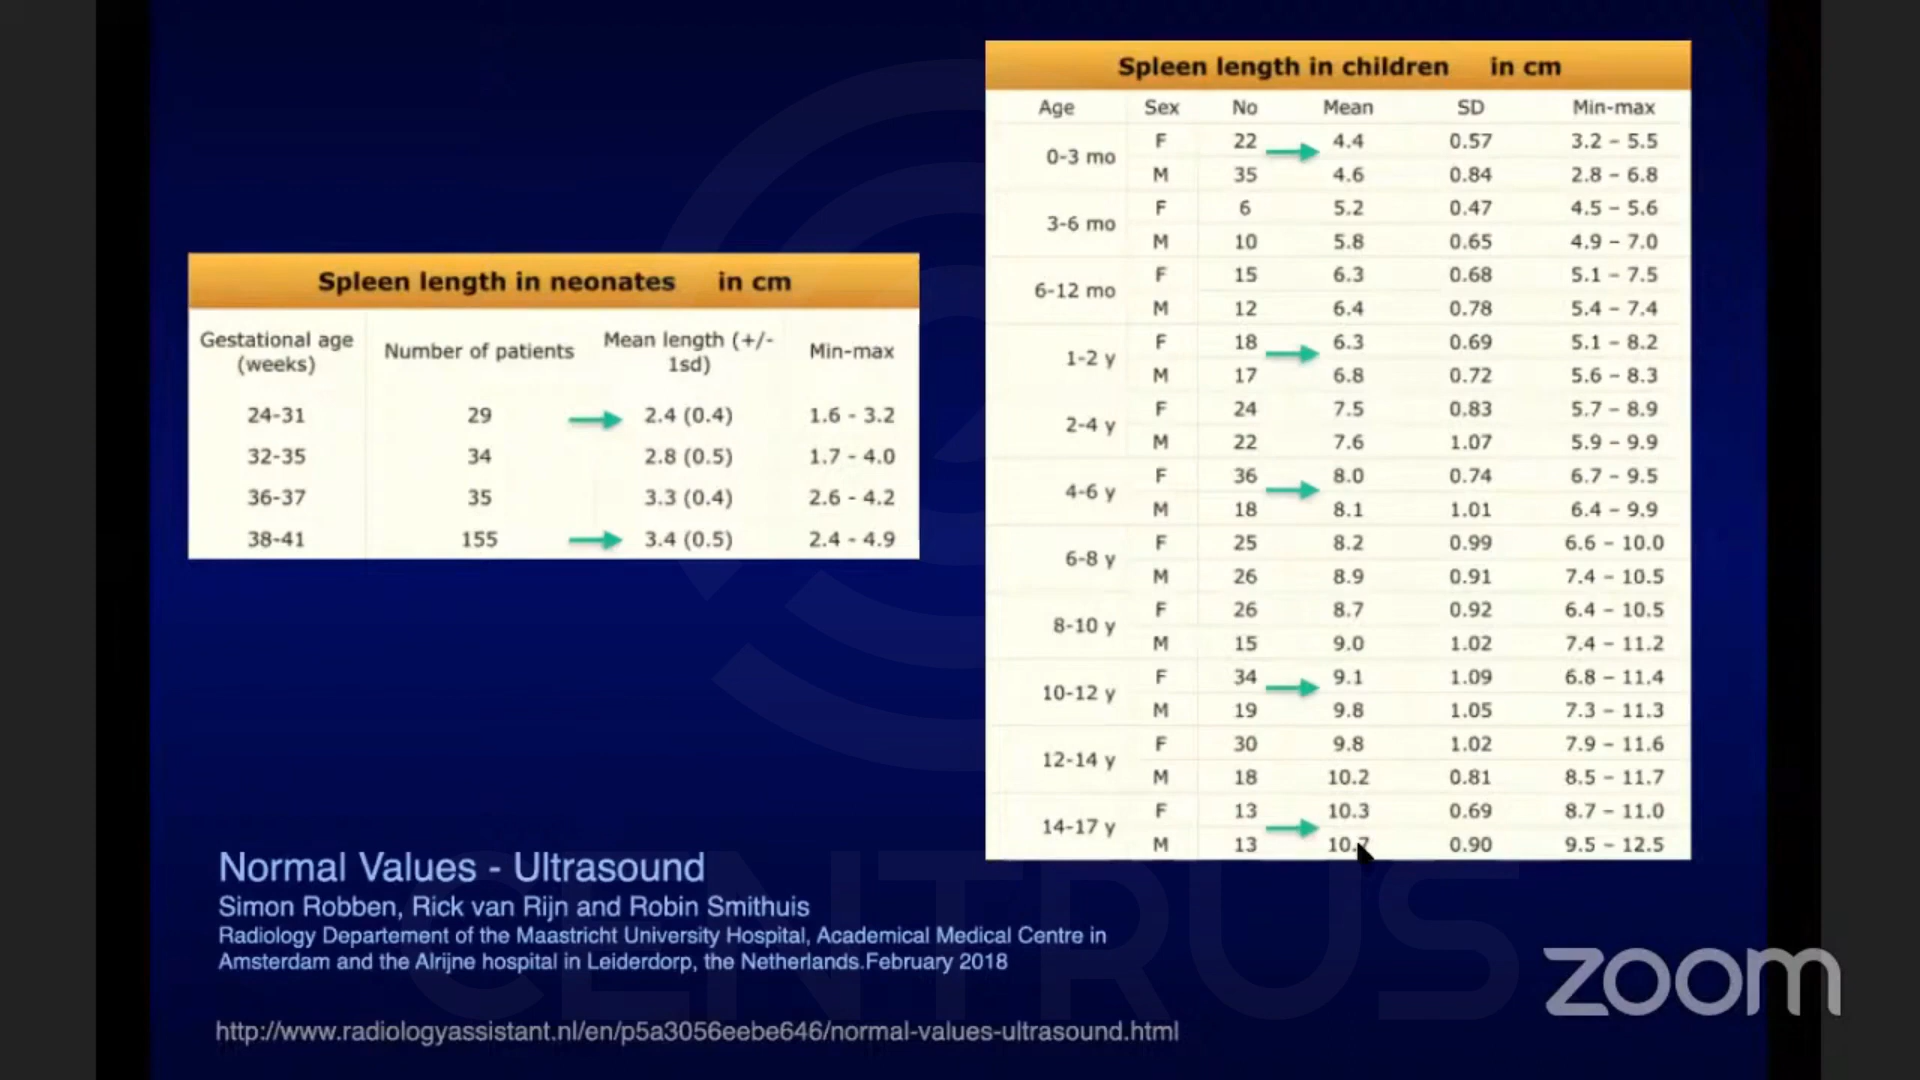 Spleen length in neonates in cm
Gestational age (weeks) Number of patients Mean length (+/- 1sd) Min-max
24-31 29 2.4 (0.4) 1.6 - 3.2
32-35 34 2.8 (0.5) 1.7 - 4.0
36-37 35 3.3 (0.4) 2.6 - 4.2
38-41 155 3.4 (0.5) 2.4 - 4.9
Spleen length in children in cm
Age Sex No Mean SD Min-max
0-3 mo F 22 4.4 0.57 3.2 – 5.5
M 35 4.6 0.84 2.8 – 6.8
3-6 mo F 6 5.2 0.47 4.5 – 5.6
M 10 5.8 0.65 4.9 – 7.0
6-12 mo F 15 6.3 0.68 5.1 – 7.5
M 12 6.4 0.78 5.4 – 7.4
1-2 y F 18 6.3 0.69 5.1 – 8.2
M 17 6.8 0.72 5.6 – 8.3
2-4 y F 24 7.5 0.83 5.7 – 8.9
M 22 7.6 1.07 5.9 – 9.9
4-6 y F 36 8.0 0.74 6.7 – 9.5
M 18 8.1 1.01 6.4 – 9.9
6-8 y F 25 8.2 0.99 6.6 – 10.0
M 26 8.9 0.91 7.4 – 10.5
8-10 y F 26 8.7 0.92 6.4 – 10.5
M 15 9.0 1.02 7.4 – 11.2
10-12 y F 34 9.1 1.09 6.8 – 11.4
M 19 9.8 1.05 7.3 – 11.3
12-14 y F 30 9.8 1.02 7.9 – 11.6
M 18 10.2 0.81 8.5 – 11.7
14-17 y F 13 10.3 0.69 8.7 – 11.0
M 13 10.7 0.90 9.5 – 12.5
Normal Values - Ultrasound
Simon Robben, Rick van Rijn and Robin Smithuis
Radiology Departement of the Maastricht University Hospital, Academical Medical Centre in
Amsterdam and the Alrijne hospital in Leiderdorp, the Netherlands.February 2018
http://www.radiologyassistant.nl/en/p5a3056eebe646/normal-values-ultrasound.html
CENTRUS
zoom